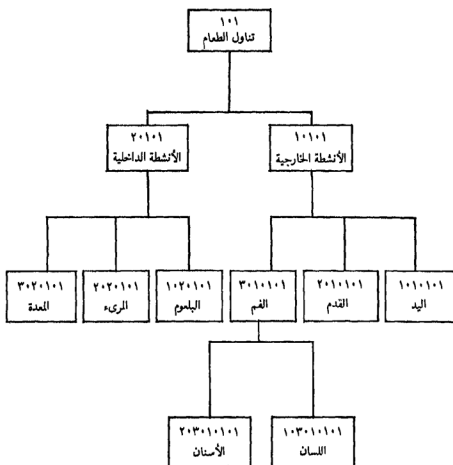 ١٠١
تناول الطعام
١٠١٠١
الأنشطة الخارجية
٢٠١٠١
الأنشطة الداخلية
١٠١٠١٠١
اليد
٢٠١٠١٠١
القدم
٣٠١٠١٠١
الفم
١٠٢٠١٠١
البلعوم
٢٠٢٠١٠١
المرىء
٣٠٢٠١٠١
المعدة
١٠٣٠١٠١٠١
اللسان
٢٠٣٠١٠١٠١
الأسنان